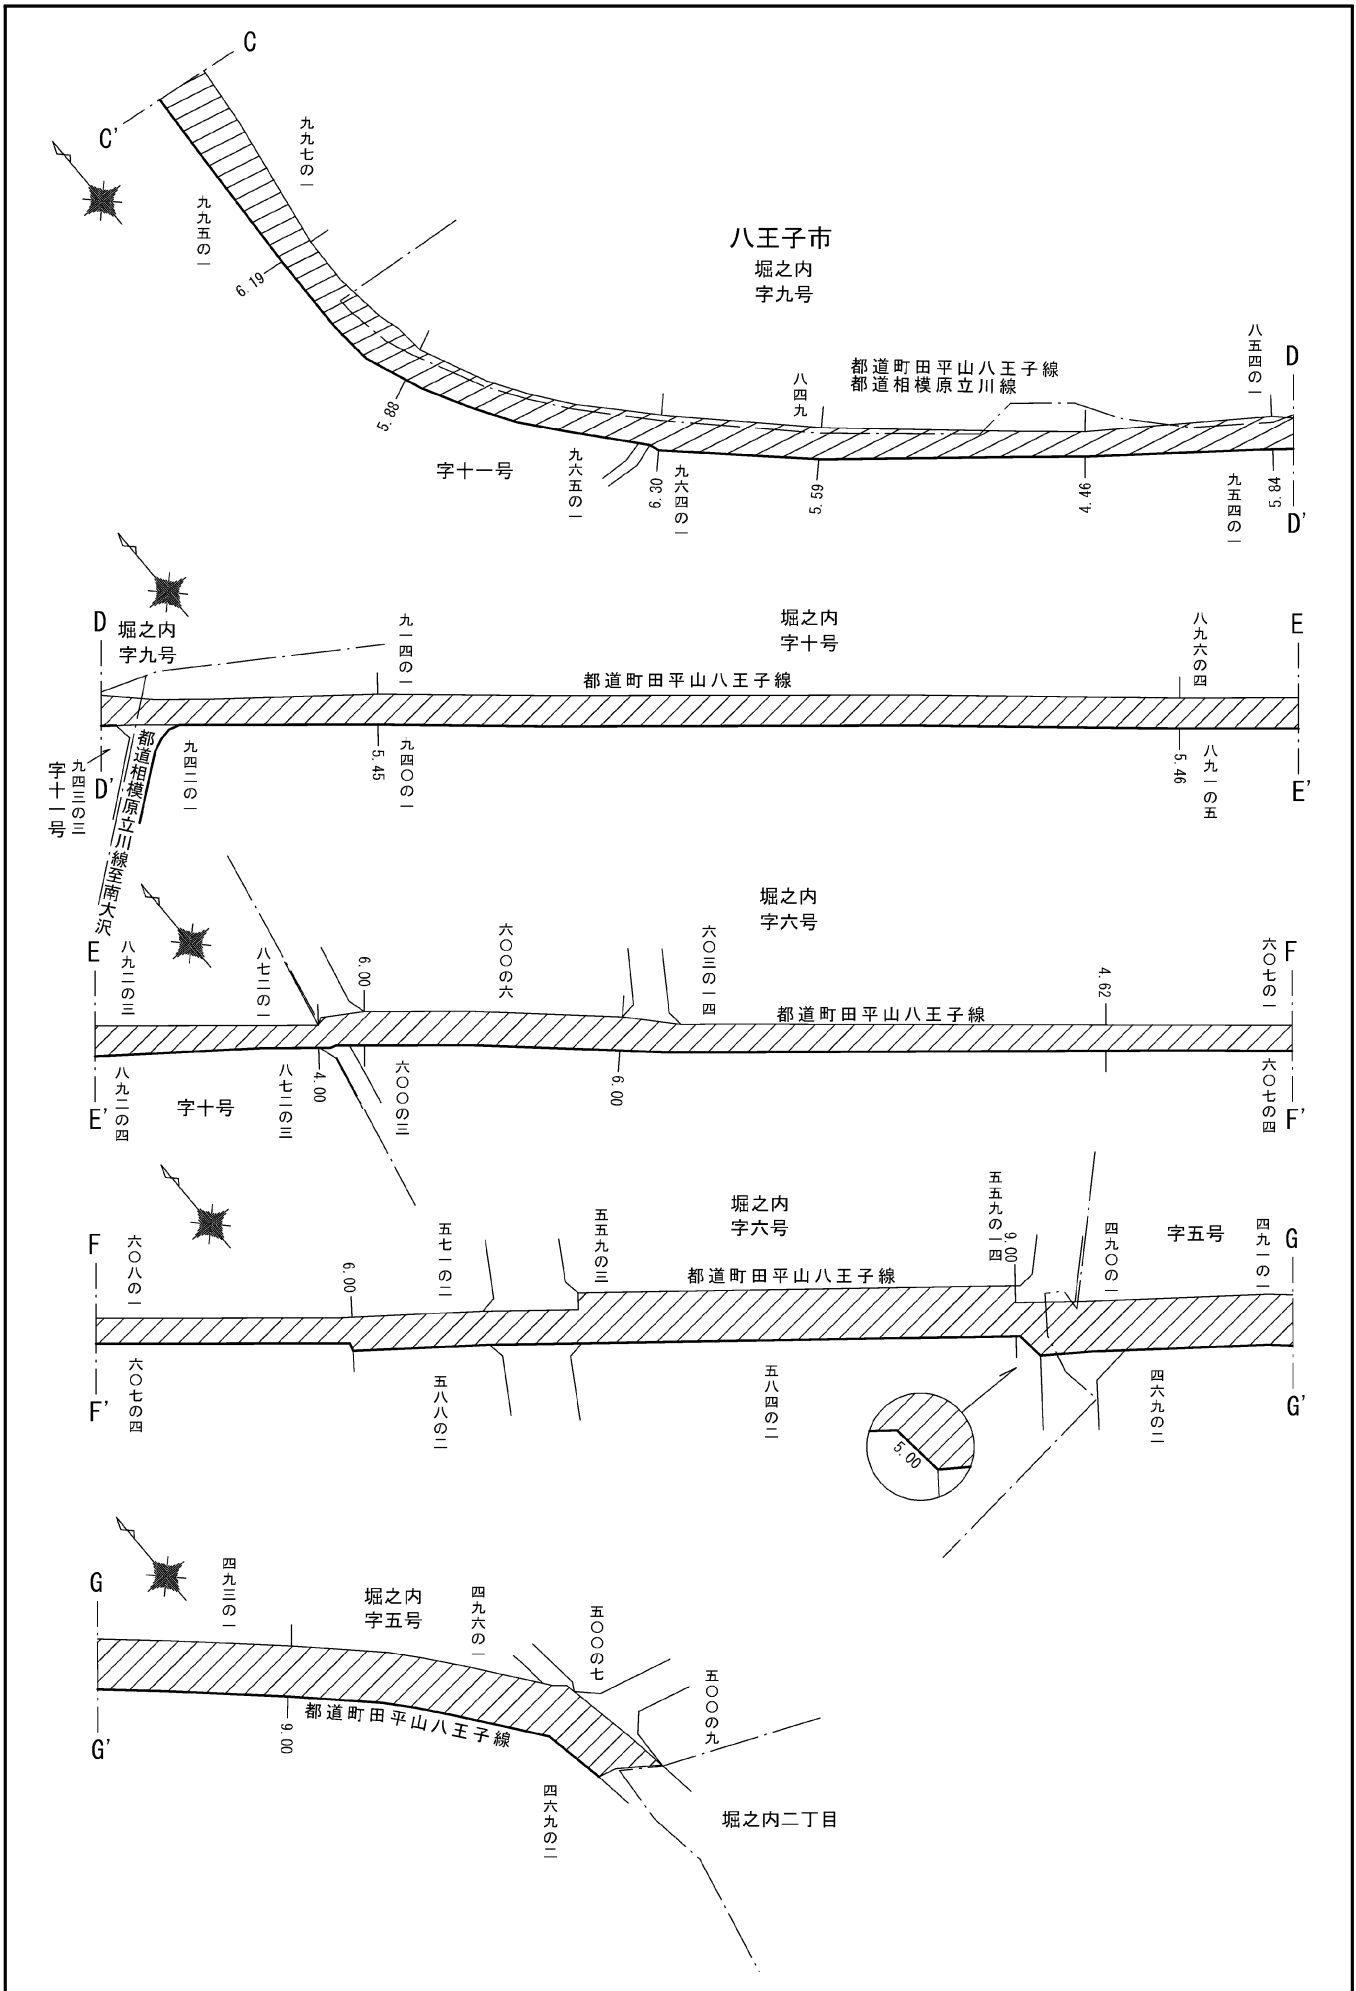 C
C'
九九七の一
九九五の一
6.19
八王子市
堀之内
字九号
5.88
字十一号
九六五の一
6.30
九六四の一
八四九
5.59
都道町田平山八王子線
都道相模原立川線
4.46
八五四の一
九五四の一
5.84
D
D'
D
堀之内
字九号
九一四の一
堀之内
字十号
都道町田平山八王子線
八九六の四
E
D'
字十一号
九四三の三
都道相模原立川線至南大沢
九四二の一
5.45
九四〇の一
5.46
八九一の五
E'
E
八九二の三
八七二の一
6.00
六〇〇の六
堀之内
字六号
六〇三の一四
都道町田平山八王子線
4.62
六〇七の一
F
E'
八九二の四
字十号
八七二の三
4.00
六〇〇の三
6.00
六〇七の四
F'
F
六〇八の一
6.00
五七一の二
五五九の三
堀之内
字六号
都道町田平山八王子線
五五九の一四
9.00
四九〇の一
字五号
四九一の一
G
F'
六〇七の四
五八八の二
五八四の二
5.00
四六九の二
G'
G
四九三の一
堀之内
字五号
四九六の一
五〇〇の七
五〇〇の九
G'
9.00
都道町田平山八王子線
四六九の二
堀之内二丁目